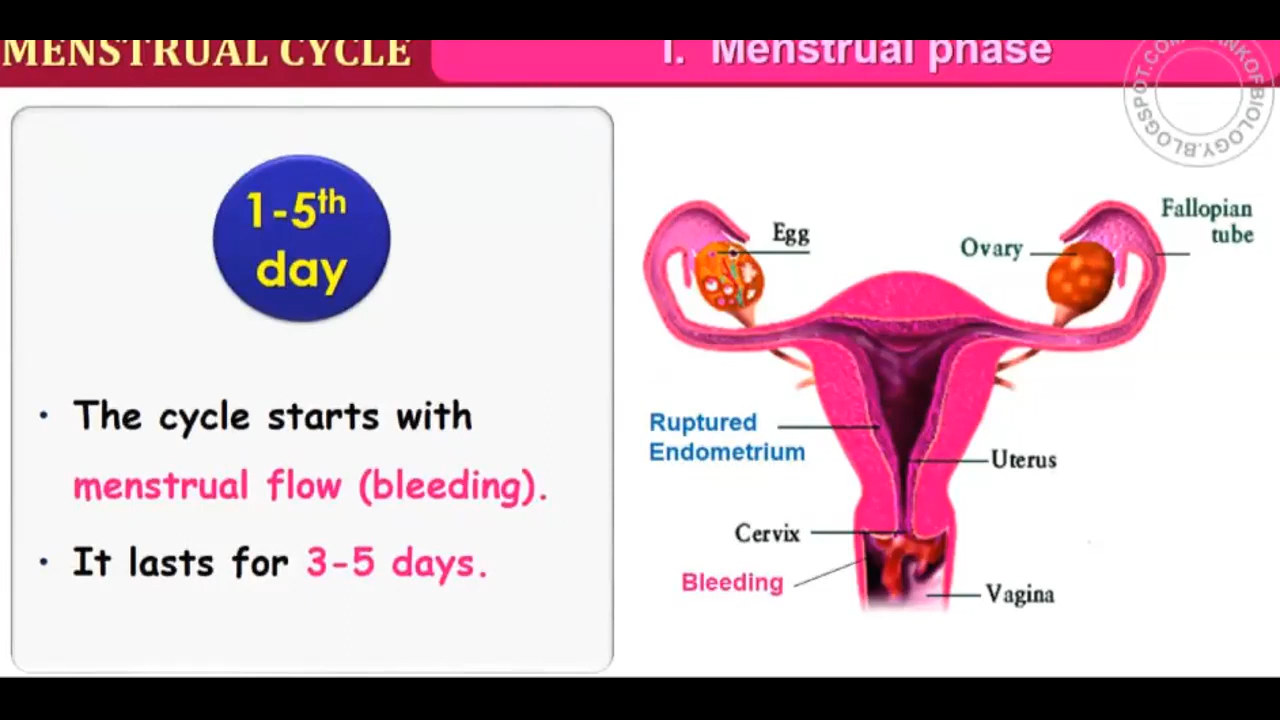 MENSTRUAL CYCLE
I. Menstrual phase
1-5th
day
• The cycle starts with
menstrual flow (bleeding).
• It lasts for 3-5 days.
Egg
Ovary
Fallopian
tube
Ruptured
Endometrium
Uterus
Cervix
Bleeding
Vagina